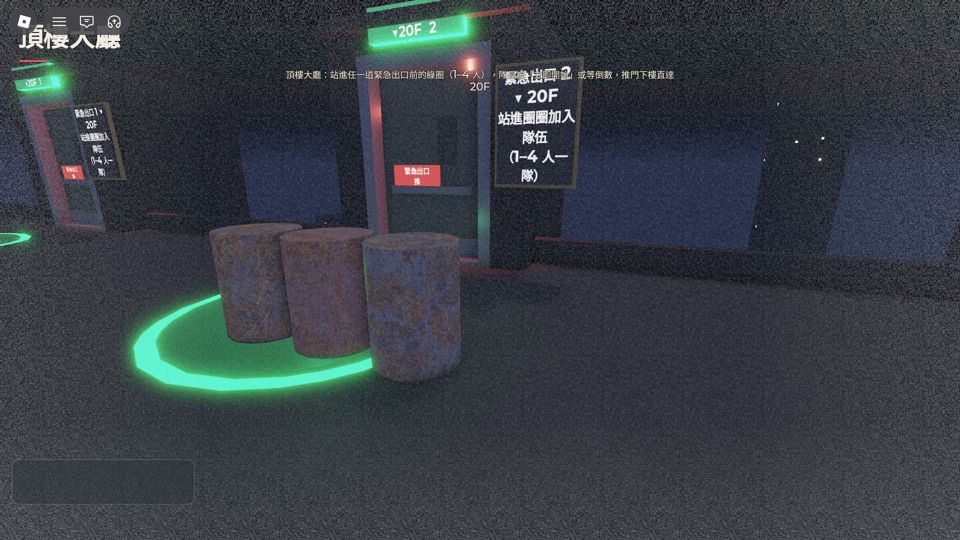 頂樓大廳
▼20F 2
▼20F 1
頂樓大廳：站進任一道緊急出口前的綠圈（1–4 人），隊
或等倒數，推門下樓直達
20F
緊急出口 2
▼ 20F
站進圈圈加入
隊伍
（1–4 人一
隊）
緊急出口 1 ▼
20F
站進圈圈加入
隊伍
（1–4 人一
隊）
緊急出口
推